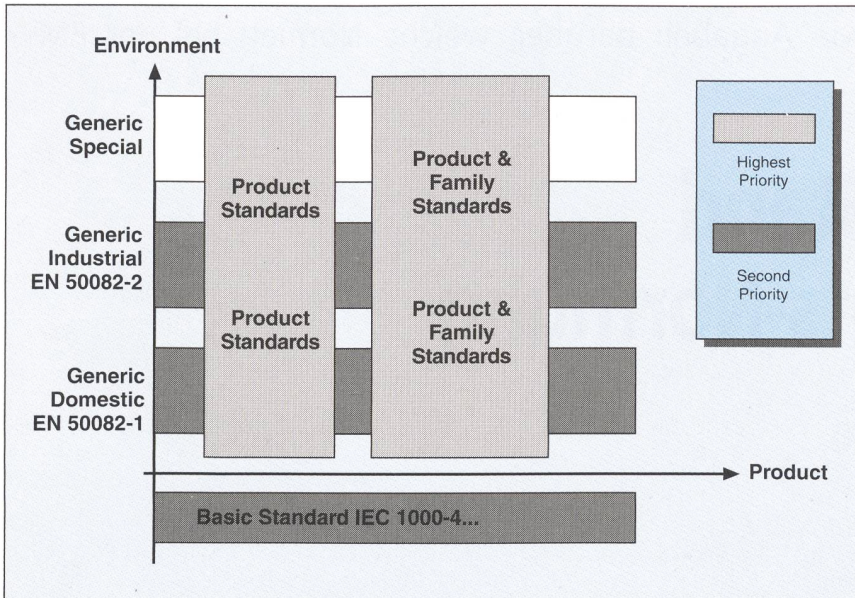 Environment
Generic
Special
Product
Standards
Product &
Family
Standards
Highest
Priority
Generic
Industrial
EN 50082-2
Second
Priority
Product
Standards
Product &
Family
Standards
Generic
Domestic
EN 50082-1
Product
Basic Standard IEC 1000-4...